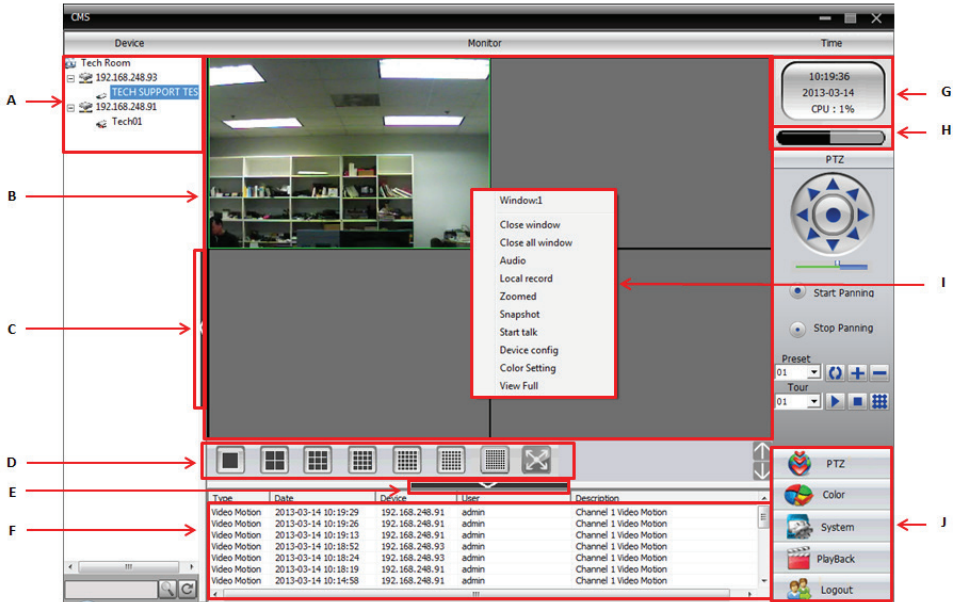 CMS
Device Monitor Time
Tech Room
192.168.248.93
TECH SUPPORT TES
192.168.248.91
Tech01
A
B
C
D
E
F
10:19:36
2013-03-14
CPU : 1%
G
H
PTZ
Window:1
Close window
Close all window
Audio
Local record
Zoomed
Snapshot
Start talk
Device config
Color Setting
View Full
I
Start Panning
Stop Panning
Preset
01
Tour
01
PTZ
Color
System
PlayBack
Logout
J
Type Date Device User Description
Video Motion 2013-03-14 10:19:29 192.168.248.91 admin Channel 1 Video Motion
Video Motion 2013-03-14 10:19:26 192.168.248.91 admin Channel 1 Video Motion
Video Motion 2013-03-14 10:19:13 192.168.248.91 admin Channel 1 Video Motion
Video Motion 2013-03-14 10:18:52 192.168.248.93 admin Channel 1 Video Motion
Video Motion 2013-03-14 10:18:24 192.168.248.93 admin Channel 1 Video Motion
Video Motion 2013-03-14 10:18:19 192.168.248.91 admin Channel 1 Video Motion
Video Motion 2013-03-14 10:14:58 192.168.248.91 admin Channel 1 Video Motion